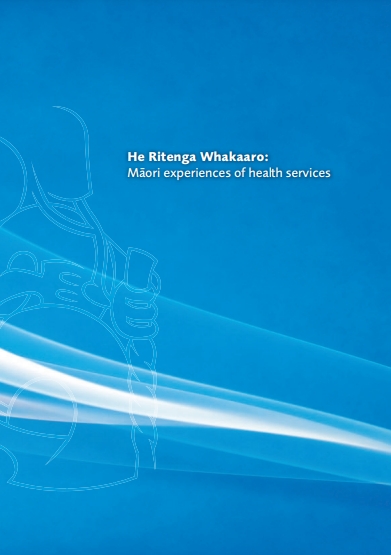 He Ritenga Whakaaro:
Māori experiences of health services